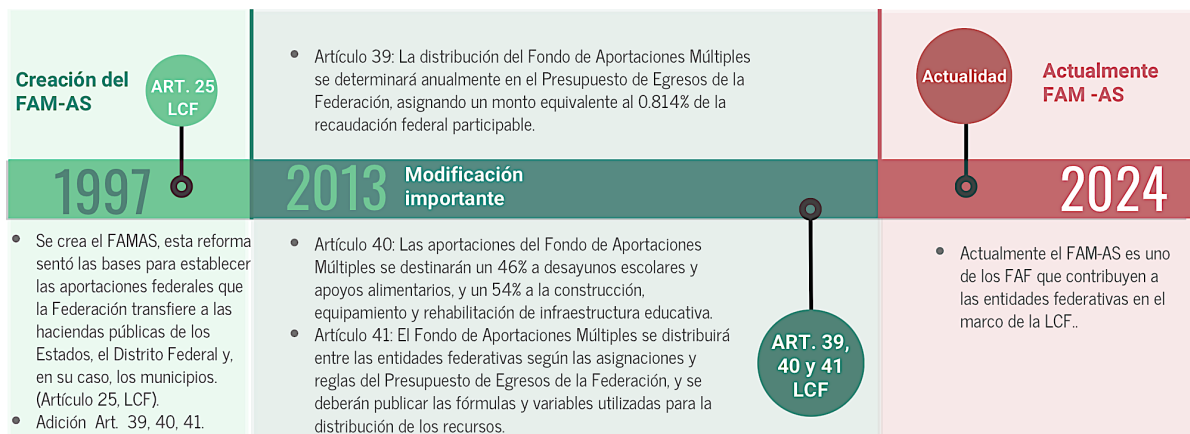 Creación del
FAM-AS
ART. 25
LCF
1997
• Se crea el FAMAS, esta reforma
sentó las bases para establecer
las aportaciones federales que
la Federación transfiere a las
haciendas públicas de los
Estados, el Distrito Federal y,
en su caso, los municipios.
(Artículo 25, LCF).
• Adición Art. 39, 40, 41.
• Artículo 39: La distribución del Fondo de Aportaciones Múltiples
se determinará anualmente en el Presupuesto de Egresos de la
Federación, asignando un monto equivalente al 0.814% de la
recaudación federal participable.
2013
Modificación
importante
• Artículo 40: Las aportaciones del Fondo de Aportaciones
Múltiples se destinarán un 46% a desayunos escolares y
apoyos alimentarios, y un 54% a la construcción,
equipamiento y rehabilitación de infraestructura educativa.
• Artículo 41: El Fondo de Aportaciones Múltiples se distribuirá
entre las entidades federativas según las asignaciones y
reglas del Presupuesto de Egresos de la Federación, y se
deberán publicar las fórmulas y variables utilizadas para la
distribución de los recursos.
ART. 39,
40 y 41
LCF
Actualidad
Actualmente
FAM -AS
2024
• Actualmente el FAM-AS es uno
de los FAF que contribuyen a
las entidades federativas en el
marco de la LCF..